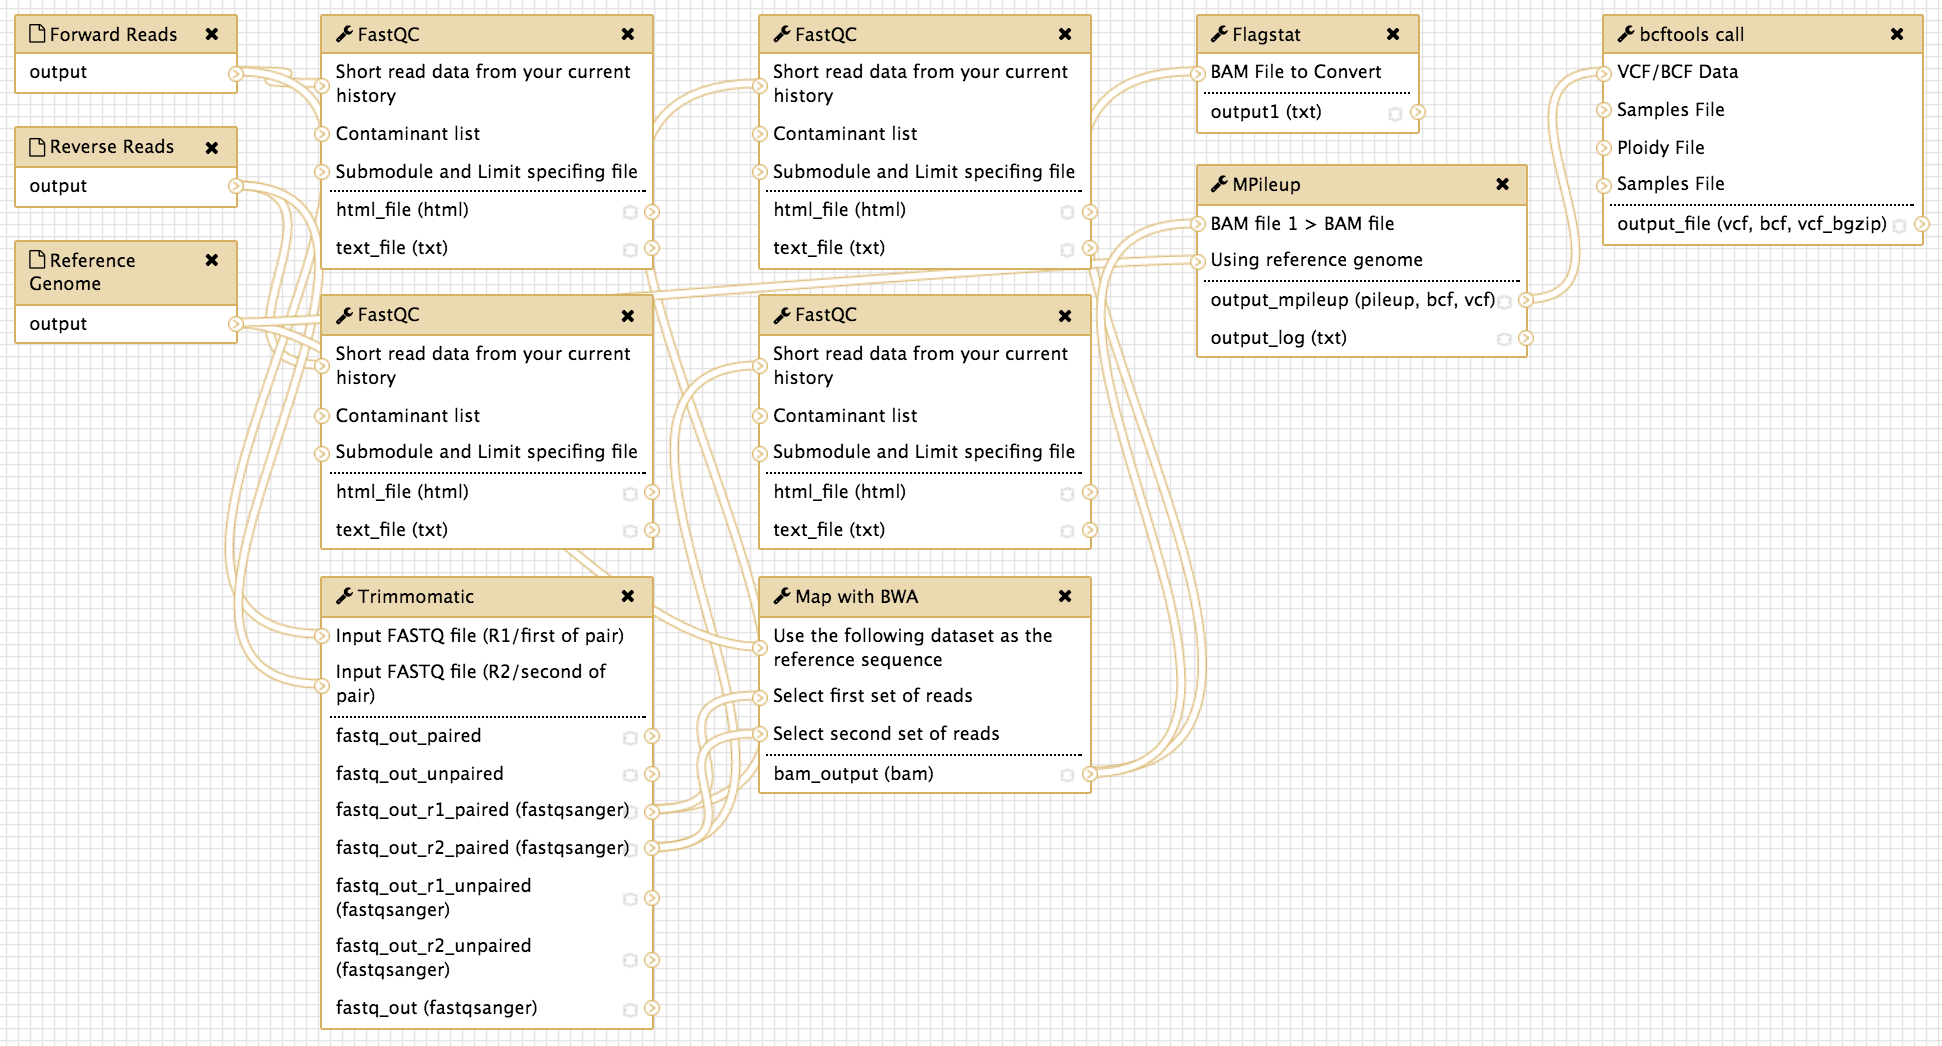 Forward Reads
output
Reverse Reads
output
Reference
Genome
output
FastQC
Short read data from your current
history
Contaminant list
Submodule and Limit specifing file
html_file (html)
text_file (txt)
FastQC
Short read data from your current
history
Contaminant list
Submodule and Limit specifing file
html_file (html)
text_file (txt)
Trimmomatic
Input FASTQ file (R1/first of pair)
Input FASTQ file (R2/second of
pair)
fastq_out_paired
fastq_out_unpaired
fastq_out_r1_paired (fastqsanger)
fastq_out_r2_paired (fastqsanger)
fastq_out_r1_unpaired
(fastqsanger)
fastq_out_r2_unpaired
(fastqsanger)
fastq_out (fastqsanger)
FastQC
Short read data from your current
history
Contaminant list
Submodule and Limit specifing file
html_file (html)
text_file (txt)
FastQC
Short read data from your current
history
Contaminant list
Submodule and Limit specifing file
html_file (html)
text_file (txt)
Map with BWA
Use the following dataset as the
reference sequence
Select first set of reads
Select second set of reads
bam_output (bam)
Flagstat
BAM File to Convert
output1 (txt)
MPileup
BAM file 1 > BAM file
Using reference genome
output_mpileup (pileup, bcf, vcf)
output_log (txt)
bcftools call
VCF/BCF Data
Samples File
Ploidy File
Samples File
output_file (vcf, bcf, vcf_bgzip)